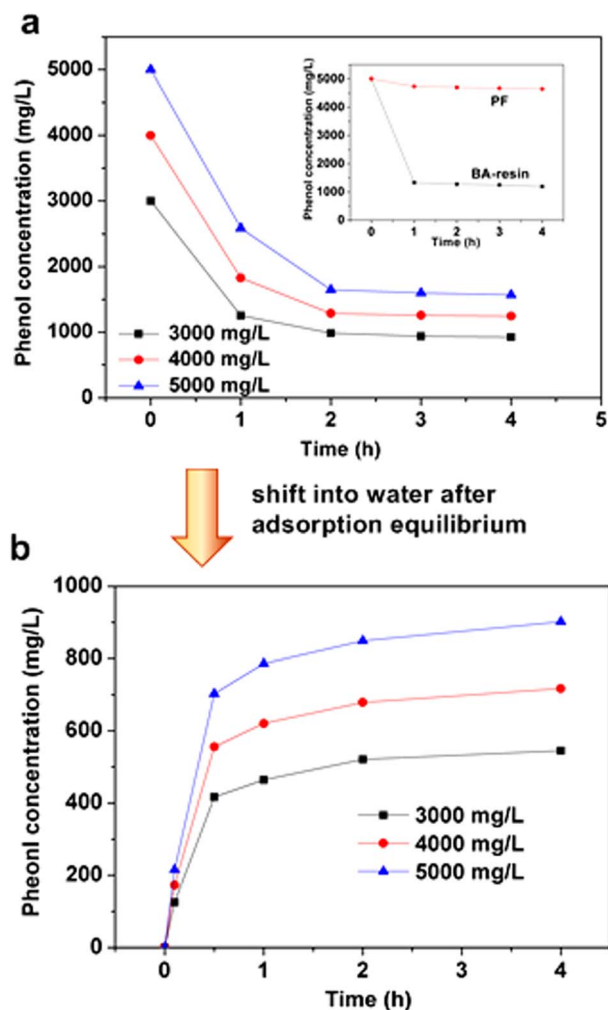 a
Phenol concentration (mg/L)
5000
4000
3000
2000
1000
0
3000 mg/L
4000 mg/L
5000 mg/L
0 1 2 3 4 5
Time (h)
Phenol concentration (mg/L)
5000
4000
3000
2000
1000
0
PF
BA-resin
0 1 2 3 4
Time (h)
shift into water after
adsorption equilibrium
b
Pheonl concentration (mg/L)
1000
800
600
400
200
0
3000 mg/L
4000 mg/L
5000 mg/L
0 1 2 3 4
Time (h)